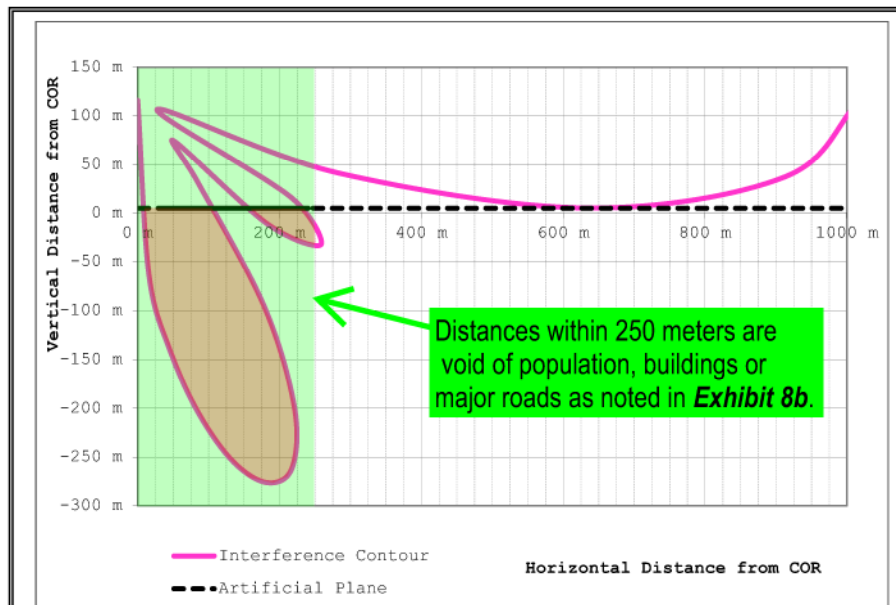 150 m
100 m
50 m
0 m
-50 m
-100 m
-150 m
-200 m
-250 m
-300 m
Vertical Distance from COR
0 m 200 m 400 m 600 m 800 m 1000 m
Distances within 250 meters are
void of population, buildings or
major roads as noted in Exhibit 8b.
Interference Contour
Artificial Plane
Horizontal Distance from COR